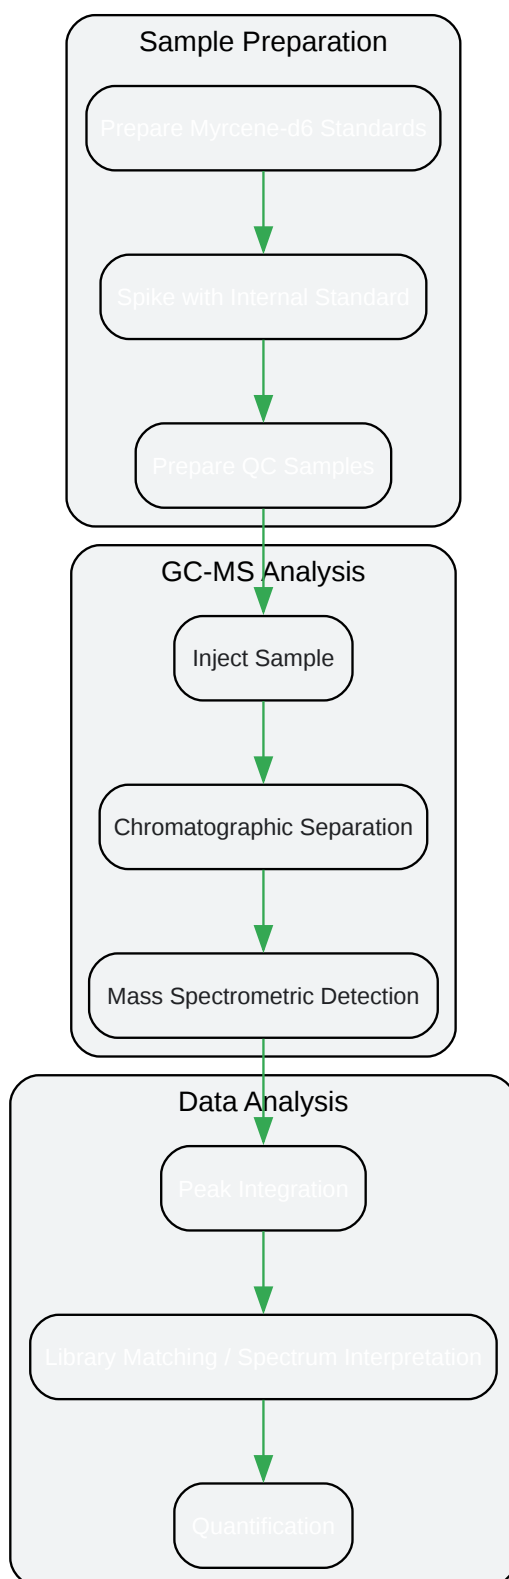 Sample Preparation
Prepare Myrcene-d6 Standards
Spike with Internal Standard
Prepare QC Samples
GC-MS Analysis
Inject Sample
Chromatographic Separation
Mass Spectrometric Detection
Data Analysis
Peak Integration
Library Matching / Spectrum Interpretation
Quantification